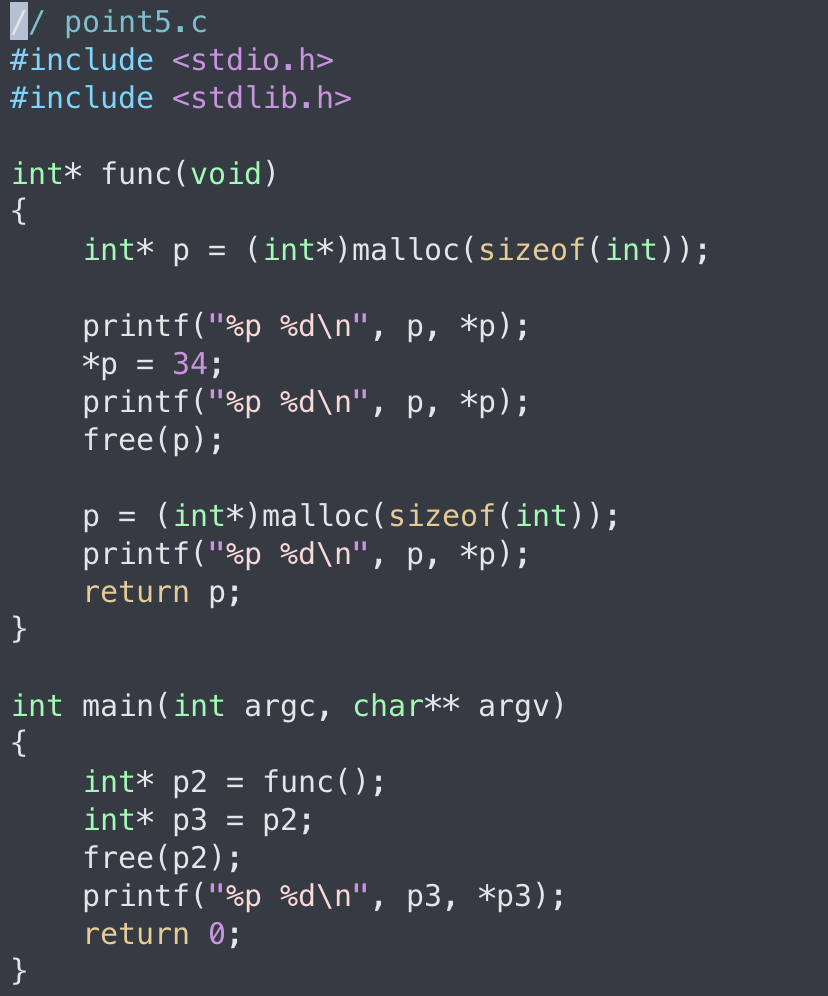 // point5.c
#include <stdio.h>
#include <stdlib.h>

int* func(void)
{
    int* p = (int*)malloc(sizeof(int));

    printf("%p %d\n", p, *p);
    *p = 34;
    printf("%p %d\n", p, *p);
    free(p);

    p = (int*)malloc(sizeof(int));
    printf("%p %d\n", p, *p);
    return p;
}

int main(int argc, char** argv)
{
    int* p2 = func();
    int* p3 = p2;
    free(p2);
    printf("%p %d\n", p3, *p3);
    return 0;
}